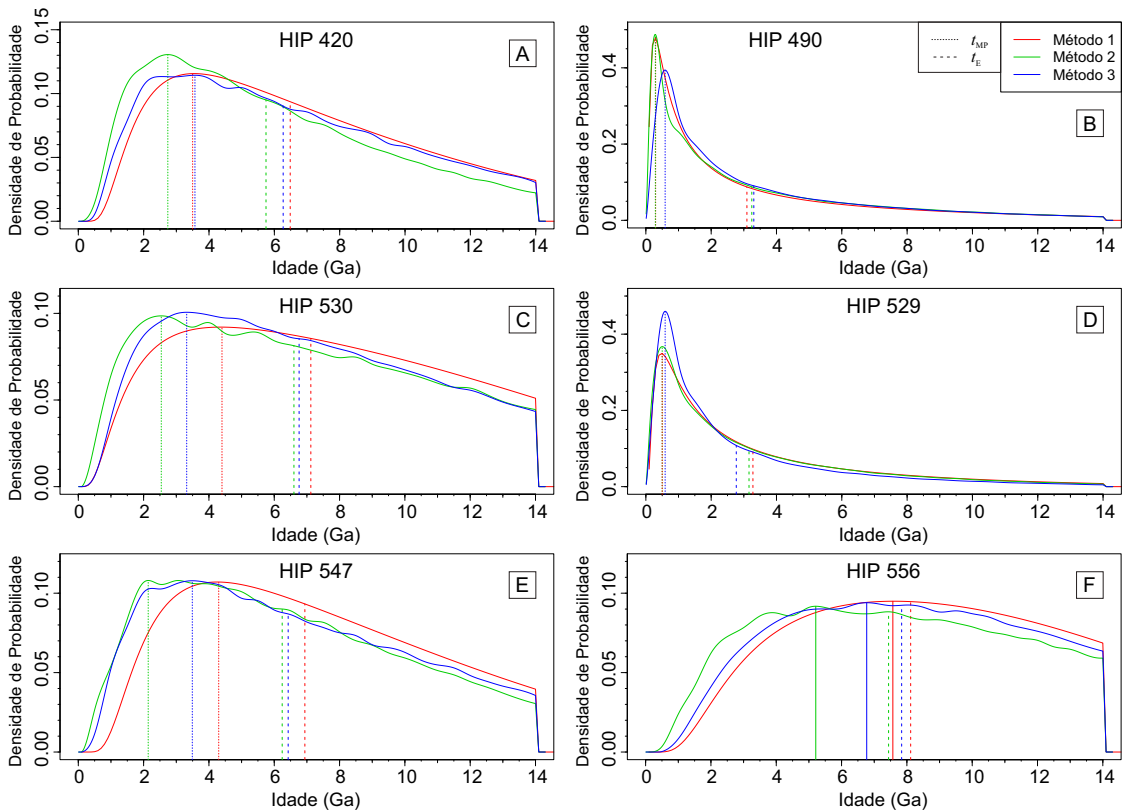 HIP 420
A
Densidade de Probabilidade
0.00 0.05 0.10 0.15
0 2 4 6 8 10 12 14
Idade (Ga)
HIP 490
B
t_MP
t_E
Método 1
Método 2
Método 3
Densidade de Probabilidade
0.0 0.2 0.4
0 2 4 6 8 10 12 14
Idade (Ga)
HIP 530
C
Densidade de Probabilidade
0.00 0.05 0.10
0 2 4 6 8 10 12 14
Idade (Ga)
HIP 529
D
Densidade de Probabilidade
0.0 0.2 0.4
0 2 4 6 8 10 12 14
Idade (Ga)
HIP 547
E
Densidade de Probabilidade
0.00 0.05 0.10
0 2 4 6 8 10 12 14
Idade (Ga)
HIP 556
F
Densidade de Probabilidade
0.00 0.05 0.10
0 2 4 6 8 10 12 14
Idade (Ga)